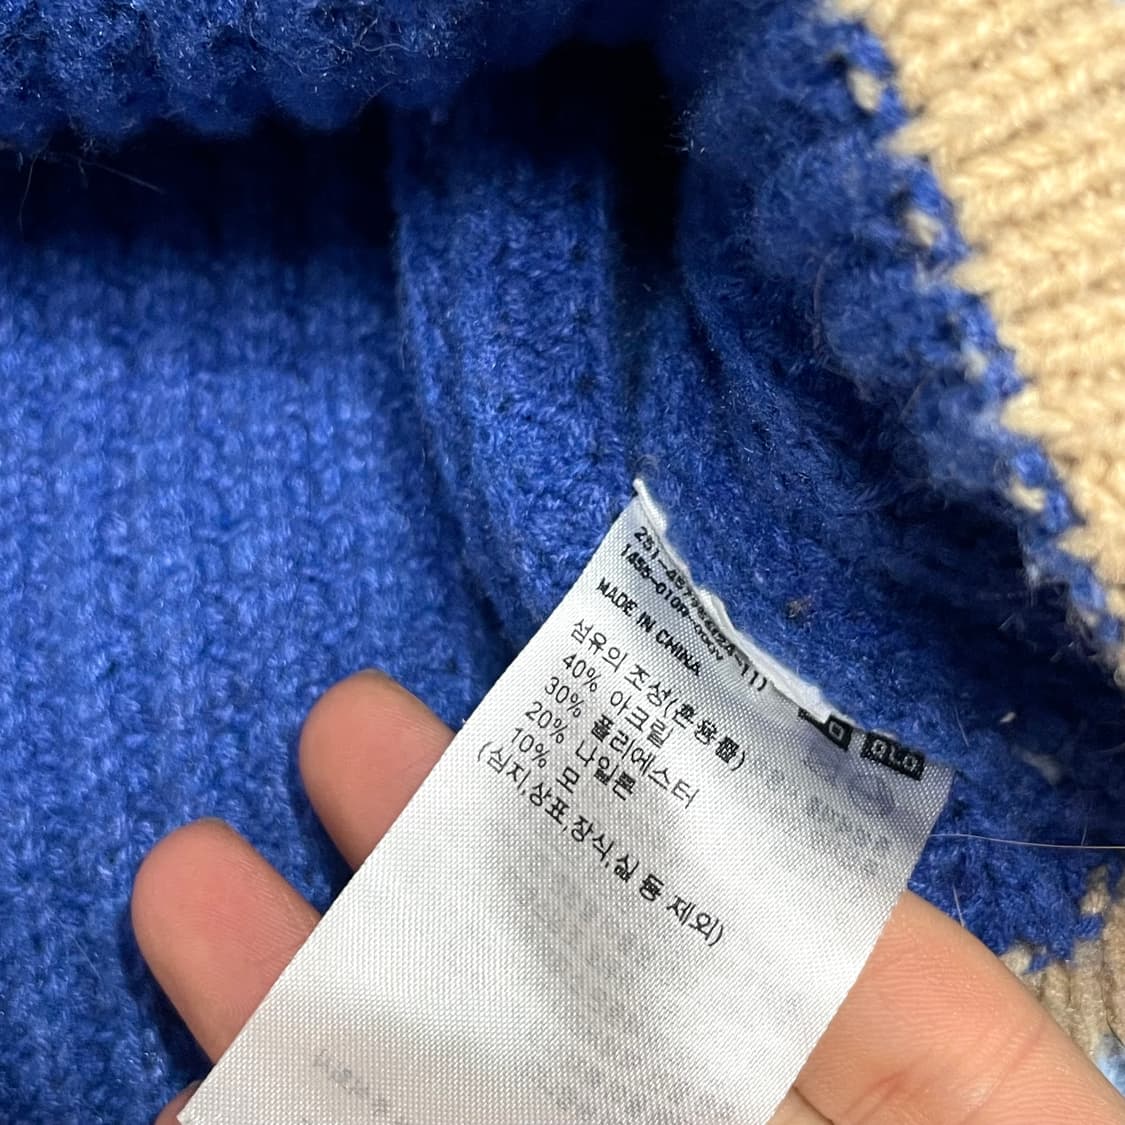 MADE IN CHINA
섬유의 조성(혼용률)
40% 아크릴
30% 폴리에스터
20% 나일론
10% 모
(심지,상표,장식,실 등 제외)